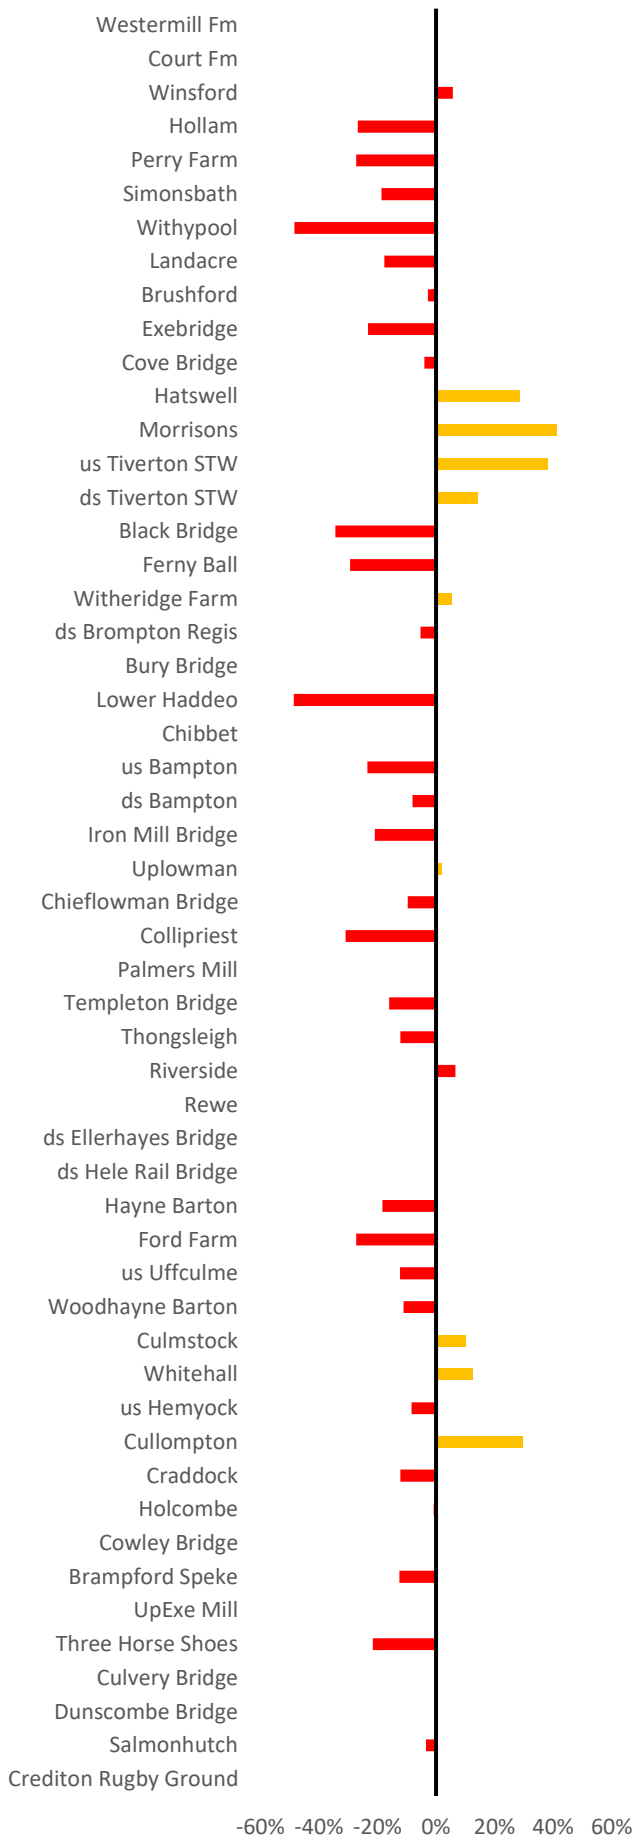 Westermill Fm
Court Fm
Winsford
Hollam
Perry Farm
Simonsbath
Withypool
Landacre
Brushford
Exebridge
Cove Bridge
Hatswell
Morrisons
us Tiverton STW
ds Tiverton STW
Black Bridge
Ferny Ball
Witheridge Farm
ds Brompton Regis
Bury Bridge
Lower Haddeo
Chibbet
us Bampton
ds Bampton
Iron Mill Bridge
Uplowman
Chieflowman Bridge
Collipriest
Palmers Mill
Templeton Bridge
Thongsleigh
Riverside
Rewe
ds Ellerhayes Bridge
ds Hele Rail Bridge
Hayne Barton
Ford Farm
us Uffculme
Woodhayne Barton
Culmstock
Whitehall
us Hemyock
Cullompton
Craddock
Holcombe
Cowley Bridge
Brampford Speke
UpExe Mill
Three Horse Shoes
Culvery Bridge
Dunscombe Bridge
Salmonhutch
Crediton Rugby Ground
-60% -40% -20% 0% 20% 40% 60%